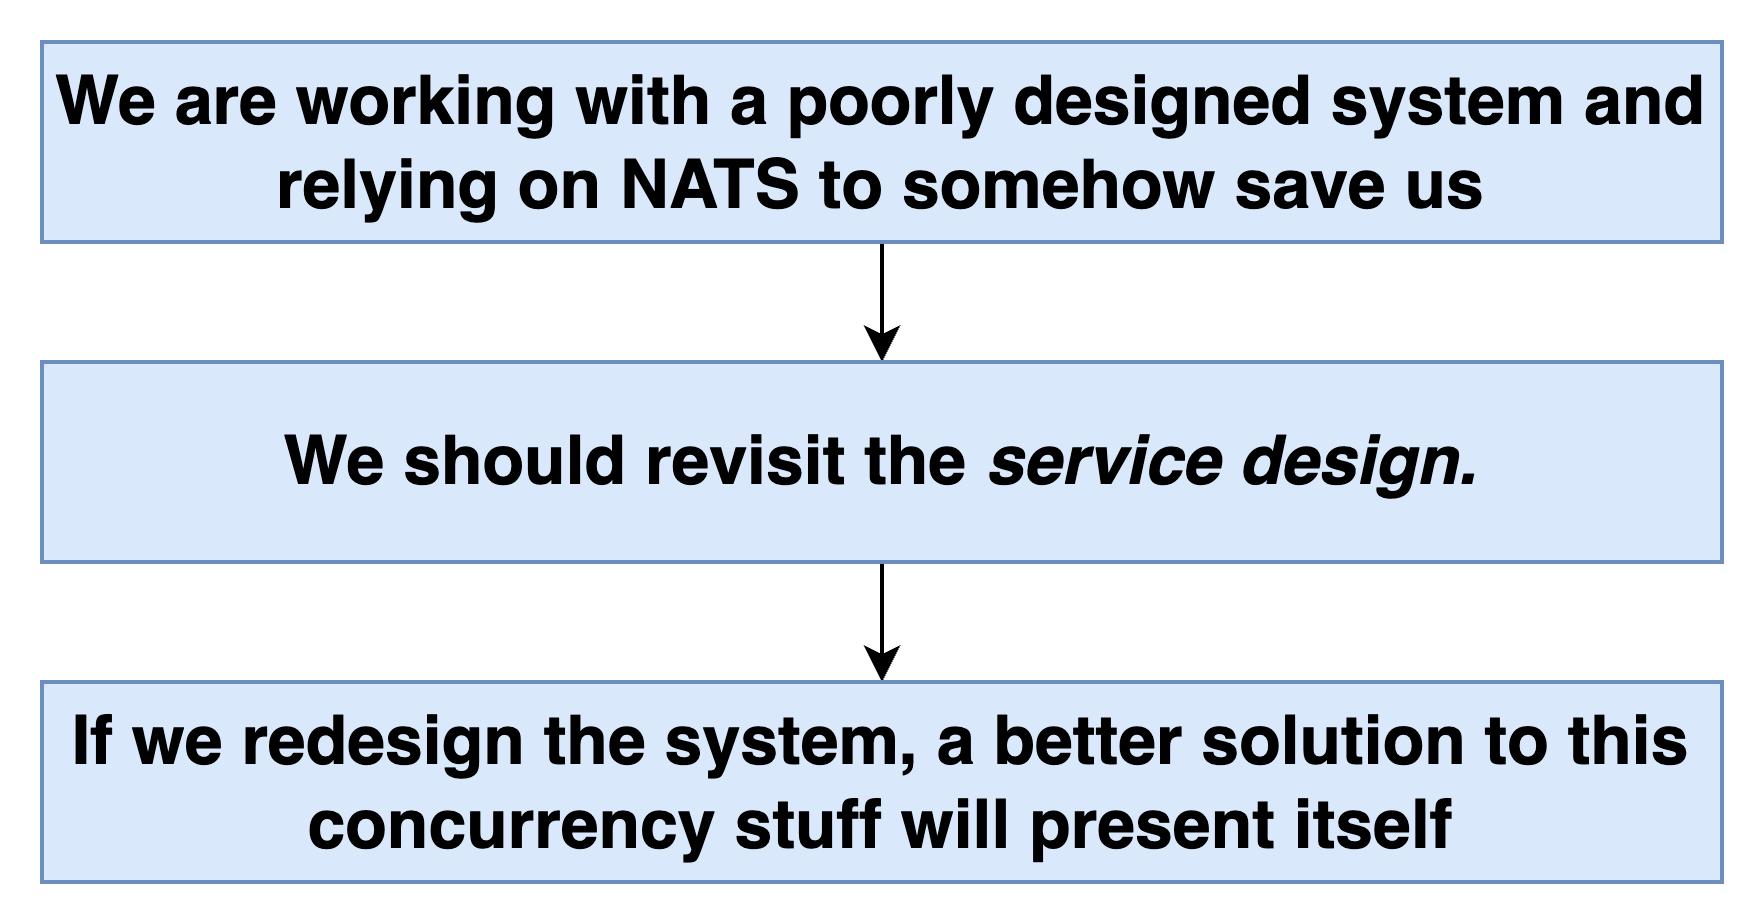 We are working with a poorly designed system and
relying on NATS to somehow save us
We should revisit the service design.
If we redesign the system, a better solution to this
concurrency stuff will present itself